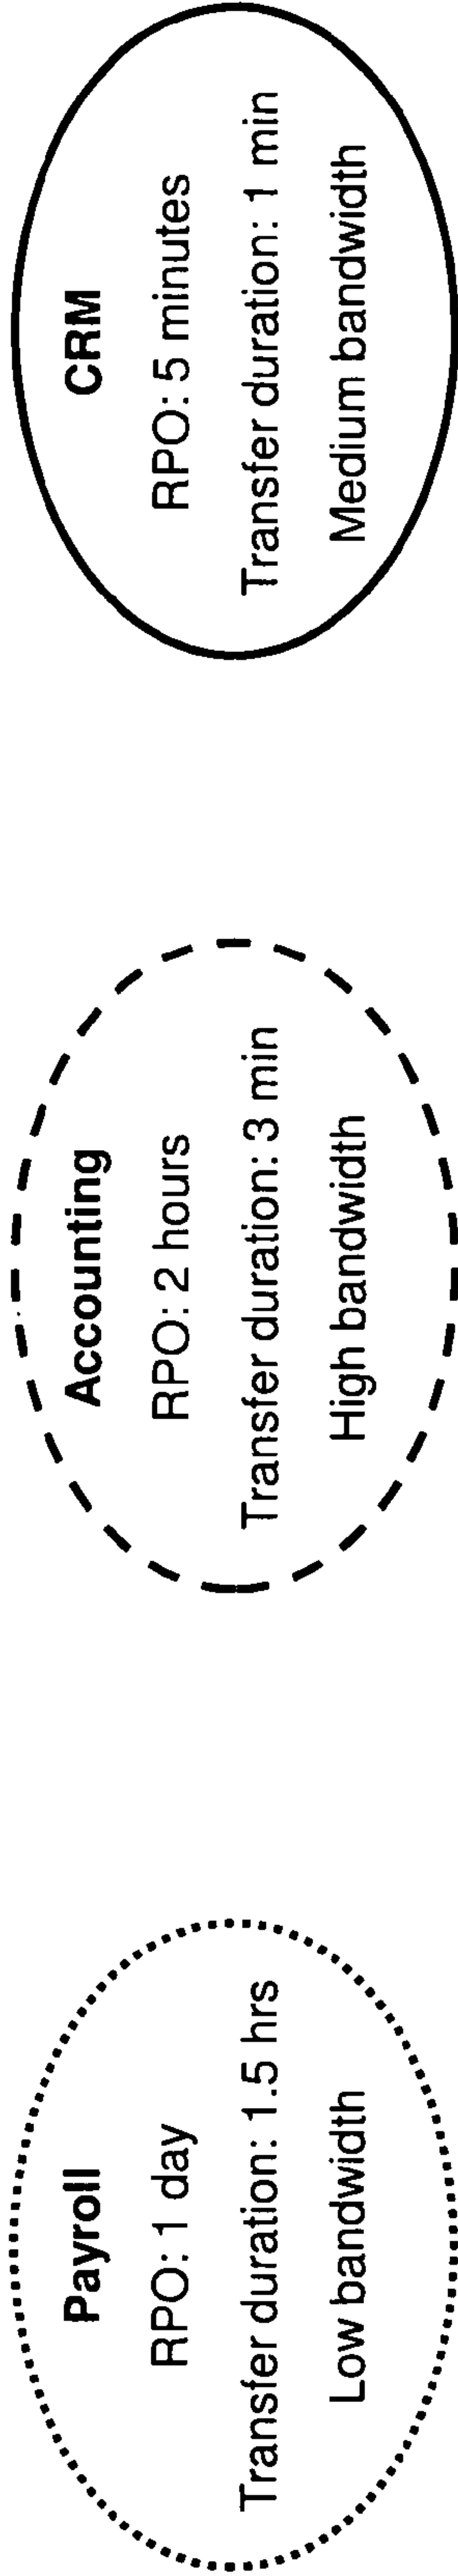 Payroll
RPO: 1 day
Transfer duration: 1.5 hrs
Low bandwidth
Accounting
RPO: 2 hours
Transfer duration: 3 min
High bandwidth
CRM
RPO: 5 minutes
Transfer duration: 1 min
Medium bandwidth